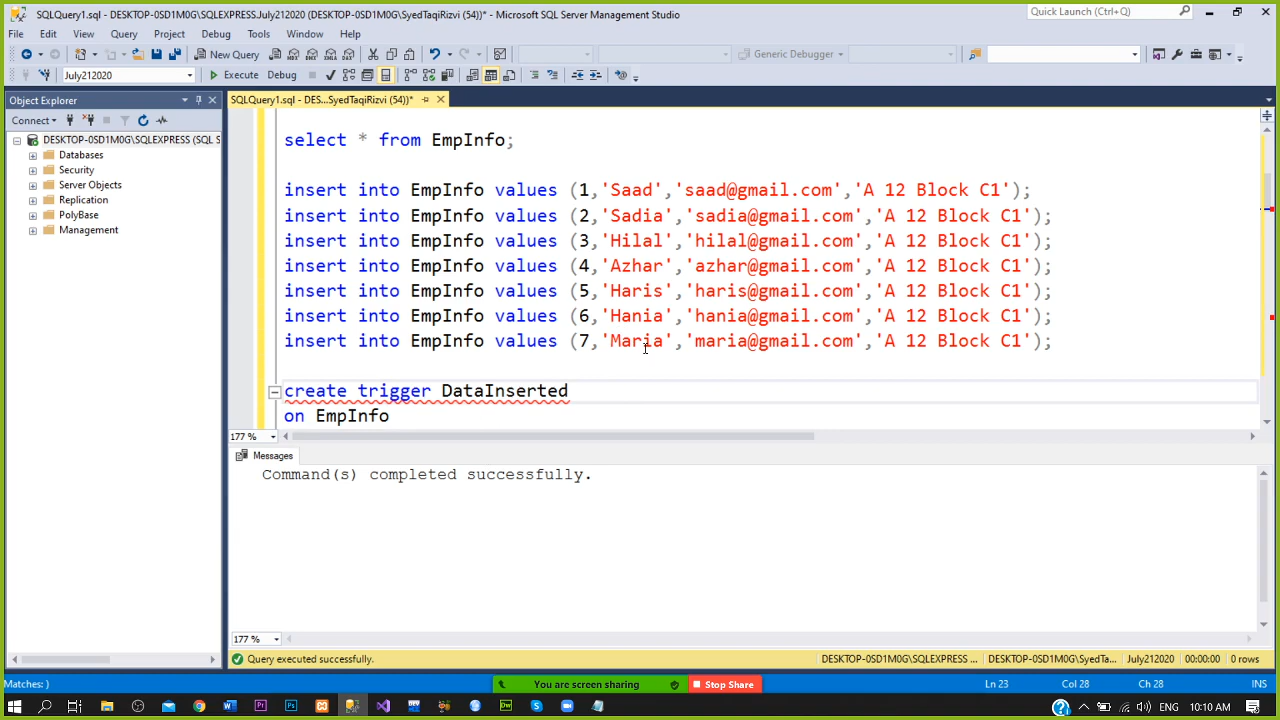 SQLQuery1.sql - DESKTOP-0SD1M0G\SQLEXPRESS.July212020 (DESKTOP-0SD1M0G\SyedTaqiRizvi (54))* - Microsoft SQL Server Management Studio
Quick Launch (Ctrl+Q)
File Edit View Query Project Debug Tools Window Help
New Query
Generic Debugger
July212020
Execute Debug
Object Explorer
SQLQuery1.sql - DES...SyedTaqiRizvi (54))*
Connect
DESKTOP-0SD1M0G\SQLEXPRESS (SQL S
Databases
Security
Server Objects
Replication
PolyBase
Management
select * from EmpInfo;
insert into EmpInfo values (1,'Saad','saad@gmail.com','A 12 Block C1');
insert into EmpInfo values (2,'Sadia','sadia@gmail.com','A 12 Block C1');
insert into EmpInfo values (3,'Hilal','hilal@gmail.com','A 12 Block C1');
insert into EmpInfo values (4,'Azhar','azhar@gmail.com','A 12 Block C1');
insert into EmpInfo values (5,'Haris','haris@gmail.com','A 12 Block C1');
insert into EmpInfo values (6,'Hania','hania@gmail.com','A 12 Block C1');
insert into EmpInfo values (7,'Maria','maria@gmail.com','A 12 Block C1');
create trigger DataInserted
on EmpInfo
177 %
Messages
Command(s) completed successfully.
177 %
Query executed successfully.
DESKTOP-0SD1M0G\SQLEXPRESS ... DESKTOP-0SD1M0G\SyedTa... July212020 00:00:00 0 rows
Matches: )
You are screen sharing
Stop Share
Ln 23 Col 28 Ch 28 INS
ENG 10:10 AM